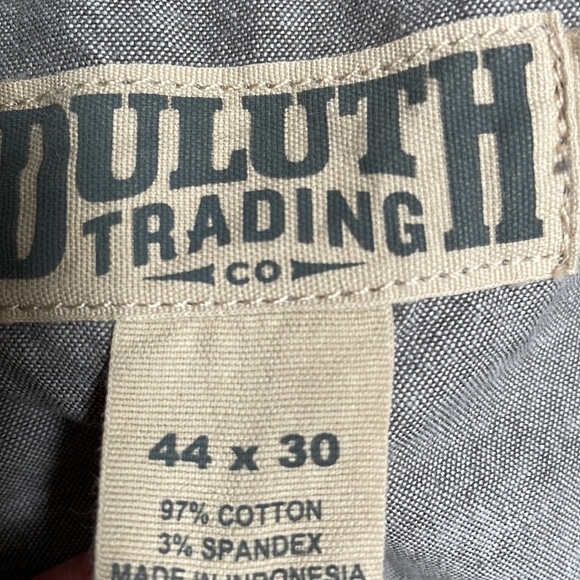 DULUTH
TRADING
CO
44 x 30
97% COTTON
3% SPANDEX
MADE IN INDONESIA